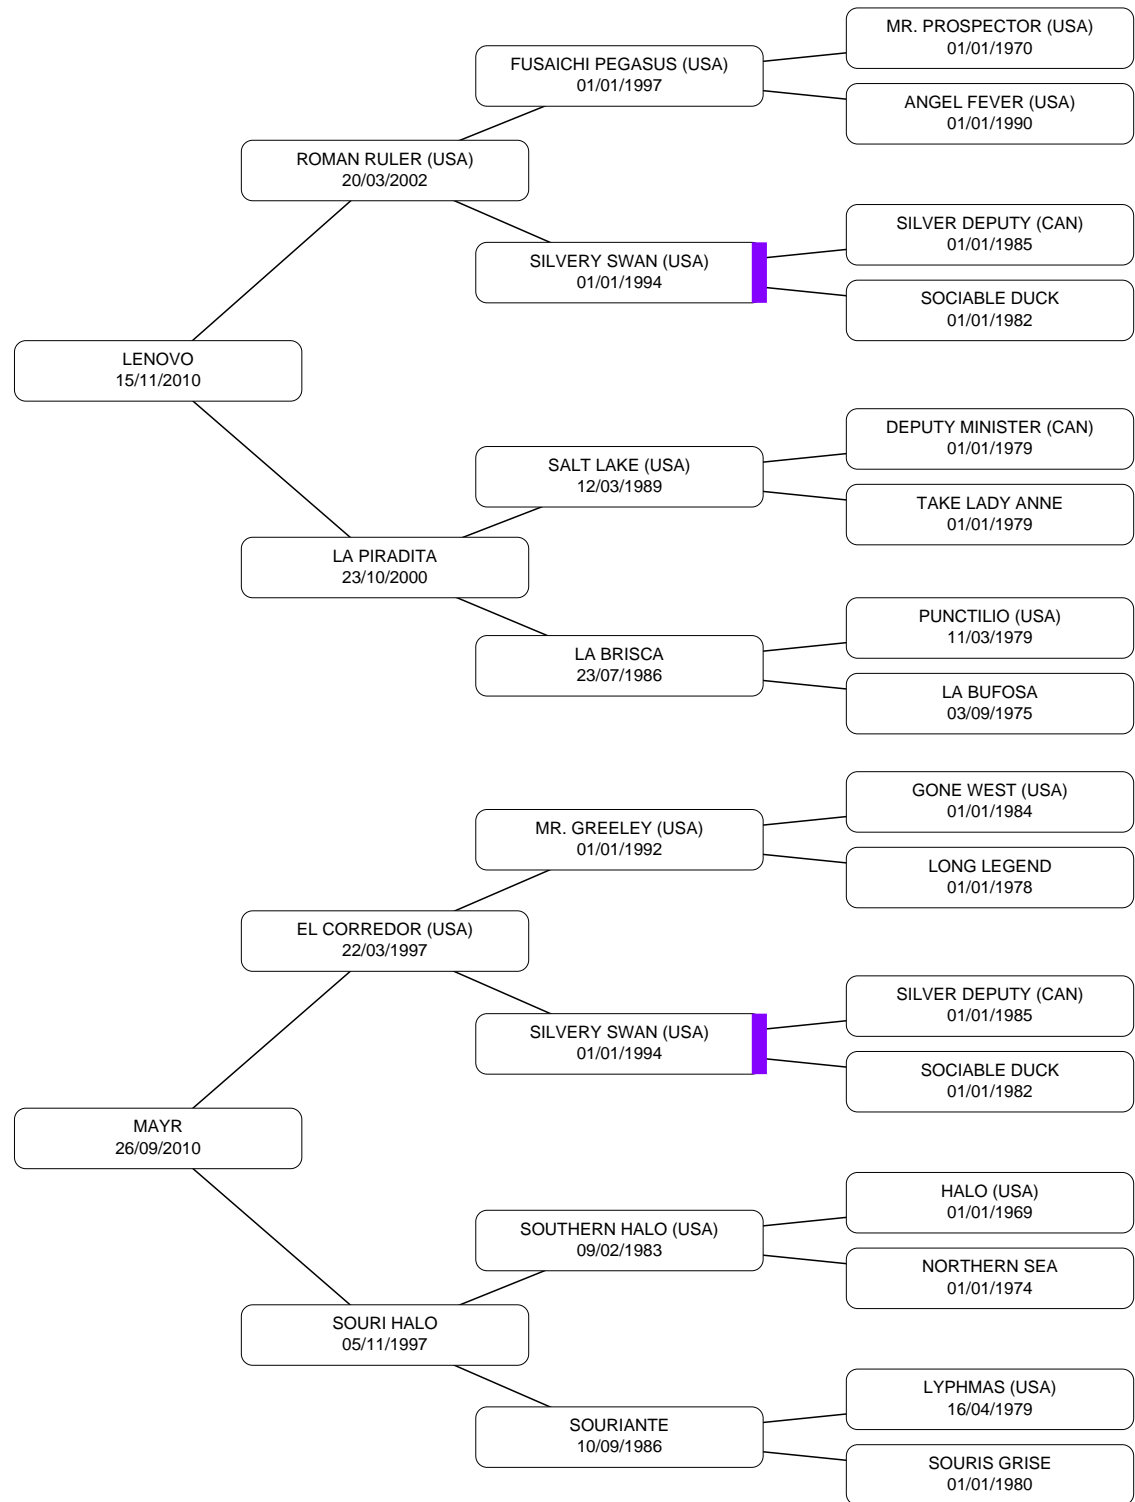 MR. PROSPECTOR (USA)
01/01/1970
FUSAICHI PEGASUS (USA)
01/01/1997
ANGEL FEVER (USA)
01/01/1990
ROMAN RULER (USA)
20/03/2002
SILVER DEPUTY (CAN)
01/01/1985
SILVERY SWAN (USA)
01/01/1994
SOCIABLE DUCK
01/01/1982
LENOVO
15/11/2010
DEPUTY MINISTER (CAN)
01/01/1979
SALT LAKE (USA)
12/03/1989
TAKE LADY ANNE
01/01/1979
LA PIRADITA
23/10/2000
PUNCTILIO (USA)
11/03/1979
LA BRISCA
23/07/1986
LA BUFOSA
03/09/1975
GONE WEST (USA)
01/01/1984
MR. GREELEY (USA)
01/01/1992
LONG LEGEND
01/01/1978
EL CORREDOR (USA)
22/03/1997
SILVER DEPUTY (CAN)
01/01/1985
SILVERY SWAN (USA)
01/01/1994
SOCIABLE DUCK
01/01/1982
MAYR
26/09/2010
HALO (USA)
01/01/1969
SOUTHERN HALO (USA)
09/02/1983
NORTHERN SEA
01/01/1974
SOURI HALO
05/11/1997
LYPHMAS (USA)
16/04/1979
SOURIANTE
10/09/1986
SOURIS GRISE
01/01/1980